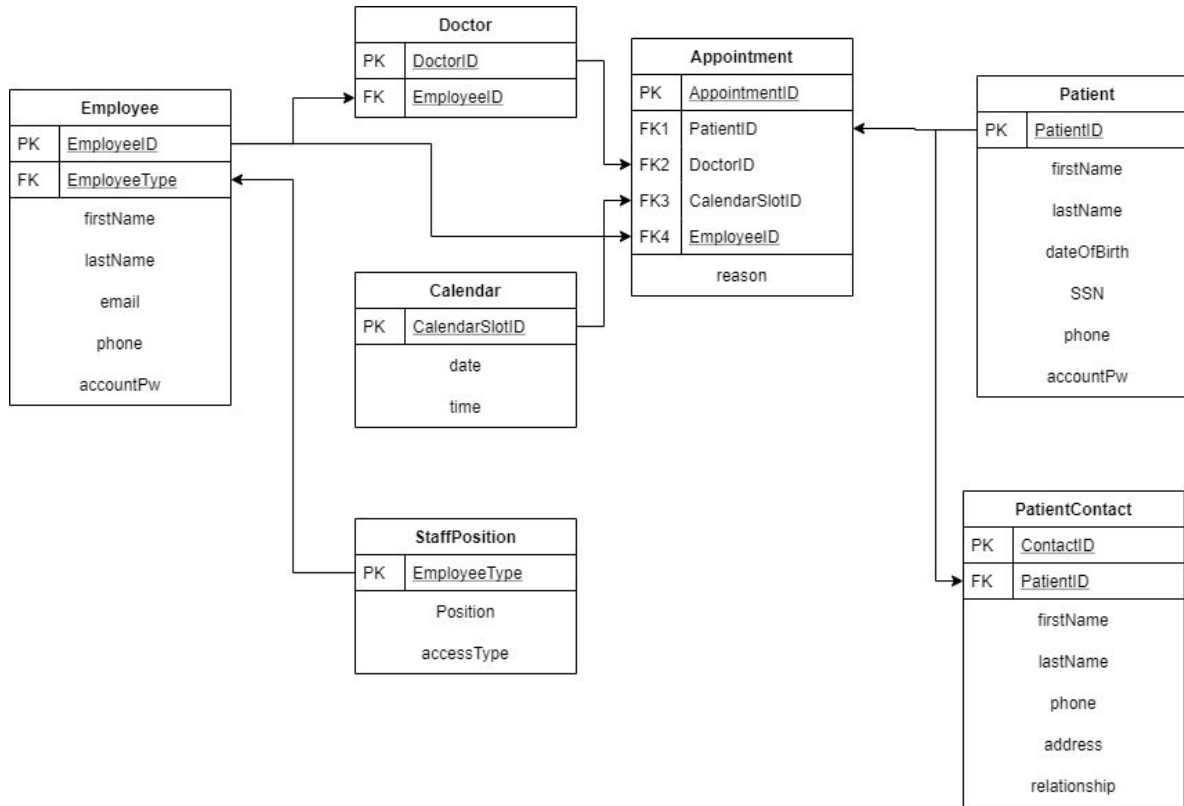 Doctor
PK DoctorID
FK EmployeeID
Employee
PK EmployeeID
FK EmployeeType
firstName
lastName
email
phone
accountPw
Calendar
PK CalendarSlotID
date
time
StaffPosition
PK EmployeeType
Position
accessType
Appointment
PK AppointmentID
FK1 PatientID
FK2 DoctorID
FK3 CalendarSlotID
FK4 EmployeeID
reason
Patient
PK PatientID
firstName
lastName
dateOfBirth
SSN
phone
accountPw
PatientContact
PK ContactID
FK PatientID
firstName
lastName
phone
address
relationship